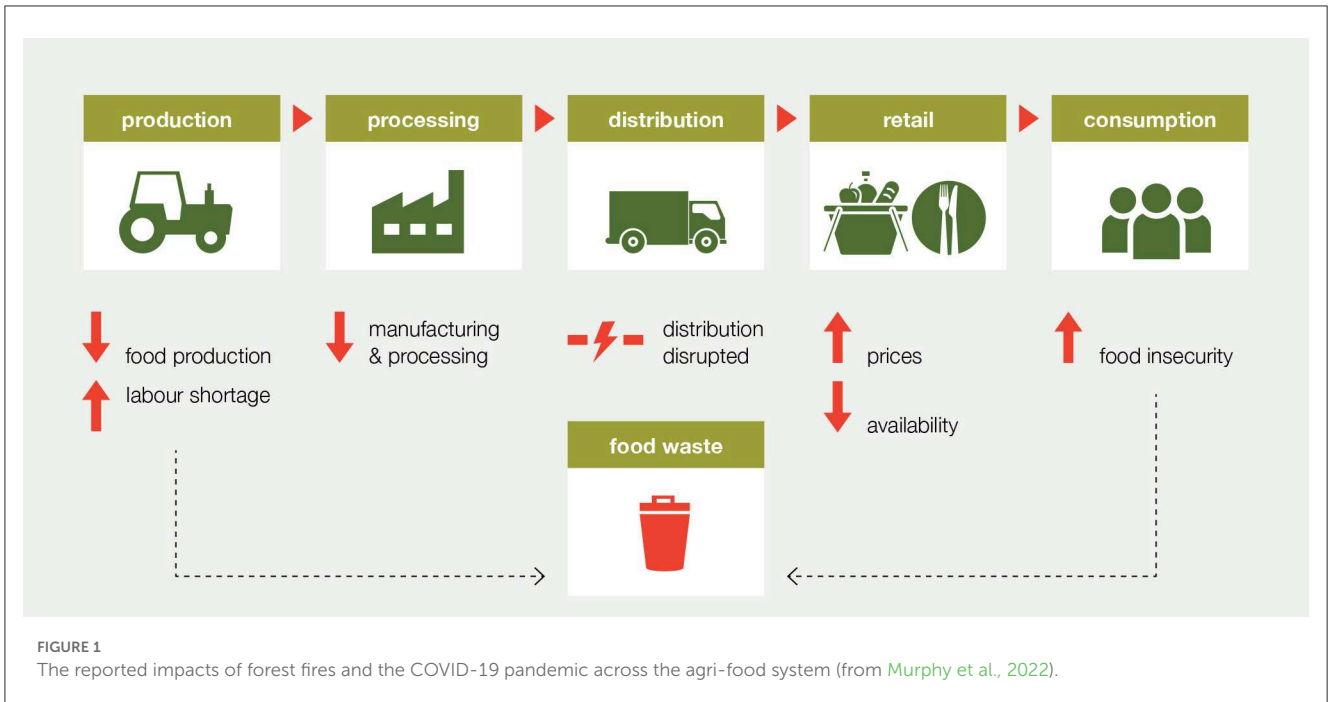 production
processing
distribution
retail
consumption
food production
labour shortage
manufacturing
& processing
distribution
disrupted
prices
availability
food insecurity
food waste
FIGURE 1
The reported impacts of forest fires and the COVID-19 pandemic across the agri-food system (from Murphy et al., 2022).